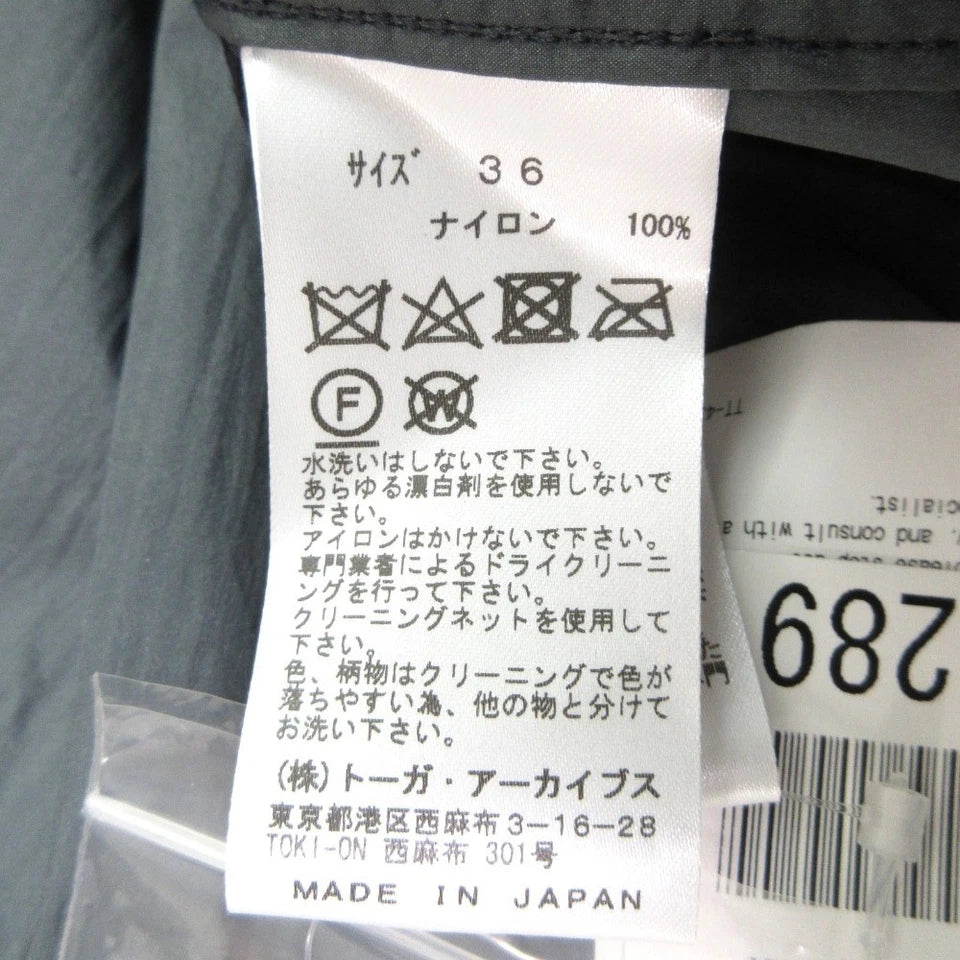 サイズ 36
ナイロン 100%
F
W
水洗いはしないで下さい。
あらゆる漂白剤を使用しないで
下さい。
アイロンはかけないで下さい。
専門業者によるドライクリーニ
ングを行って下さい。
クリーニングネットを使用して
下さい。
色、柄物はクリーニングで色が
落ちやすい為、他の物と分けて
お洗い下さい。
(株)トーガ・アーカイブス
東京都港区西麻布3-16-28
TOKI-ON 西麻布 301号
MADE IN JAPAN
and consult with a
289